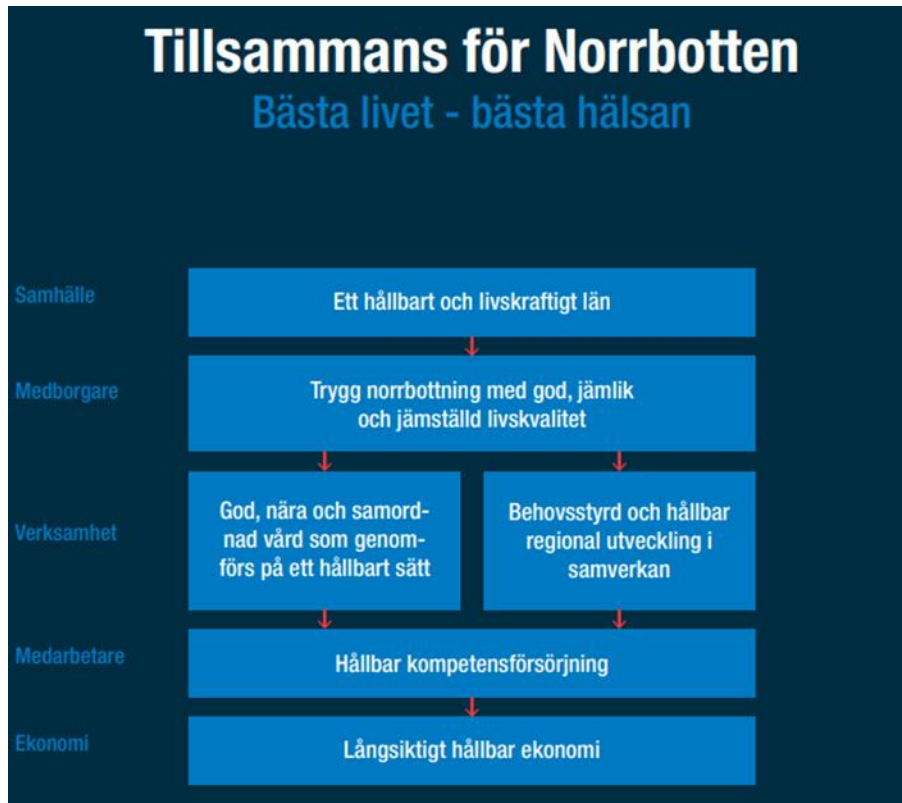 Tillsammans för Norrbotten
Bästa livet - bästa hälsan
Samhälle
Ett hållbart och livskraftigt län
Medborgare
Trygg norrbottning med god, jämlik
och jämställd livskvalitet
Verksamhet
God, nära och samord-
nad vård som genom-
förs på ett hållbart sätt
Behovsstyrd och hållbar
regional utveckling i
samverkan
Medarbetare
Hållbar kompetensförsörjning
Ekonomi
Långsiktigt hållbar ekonomi